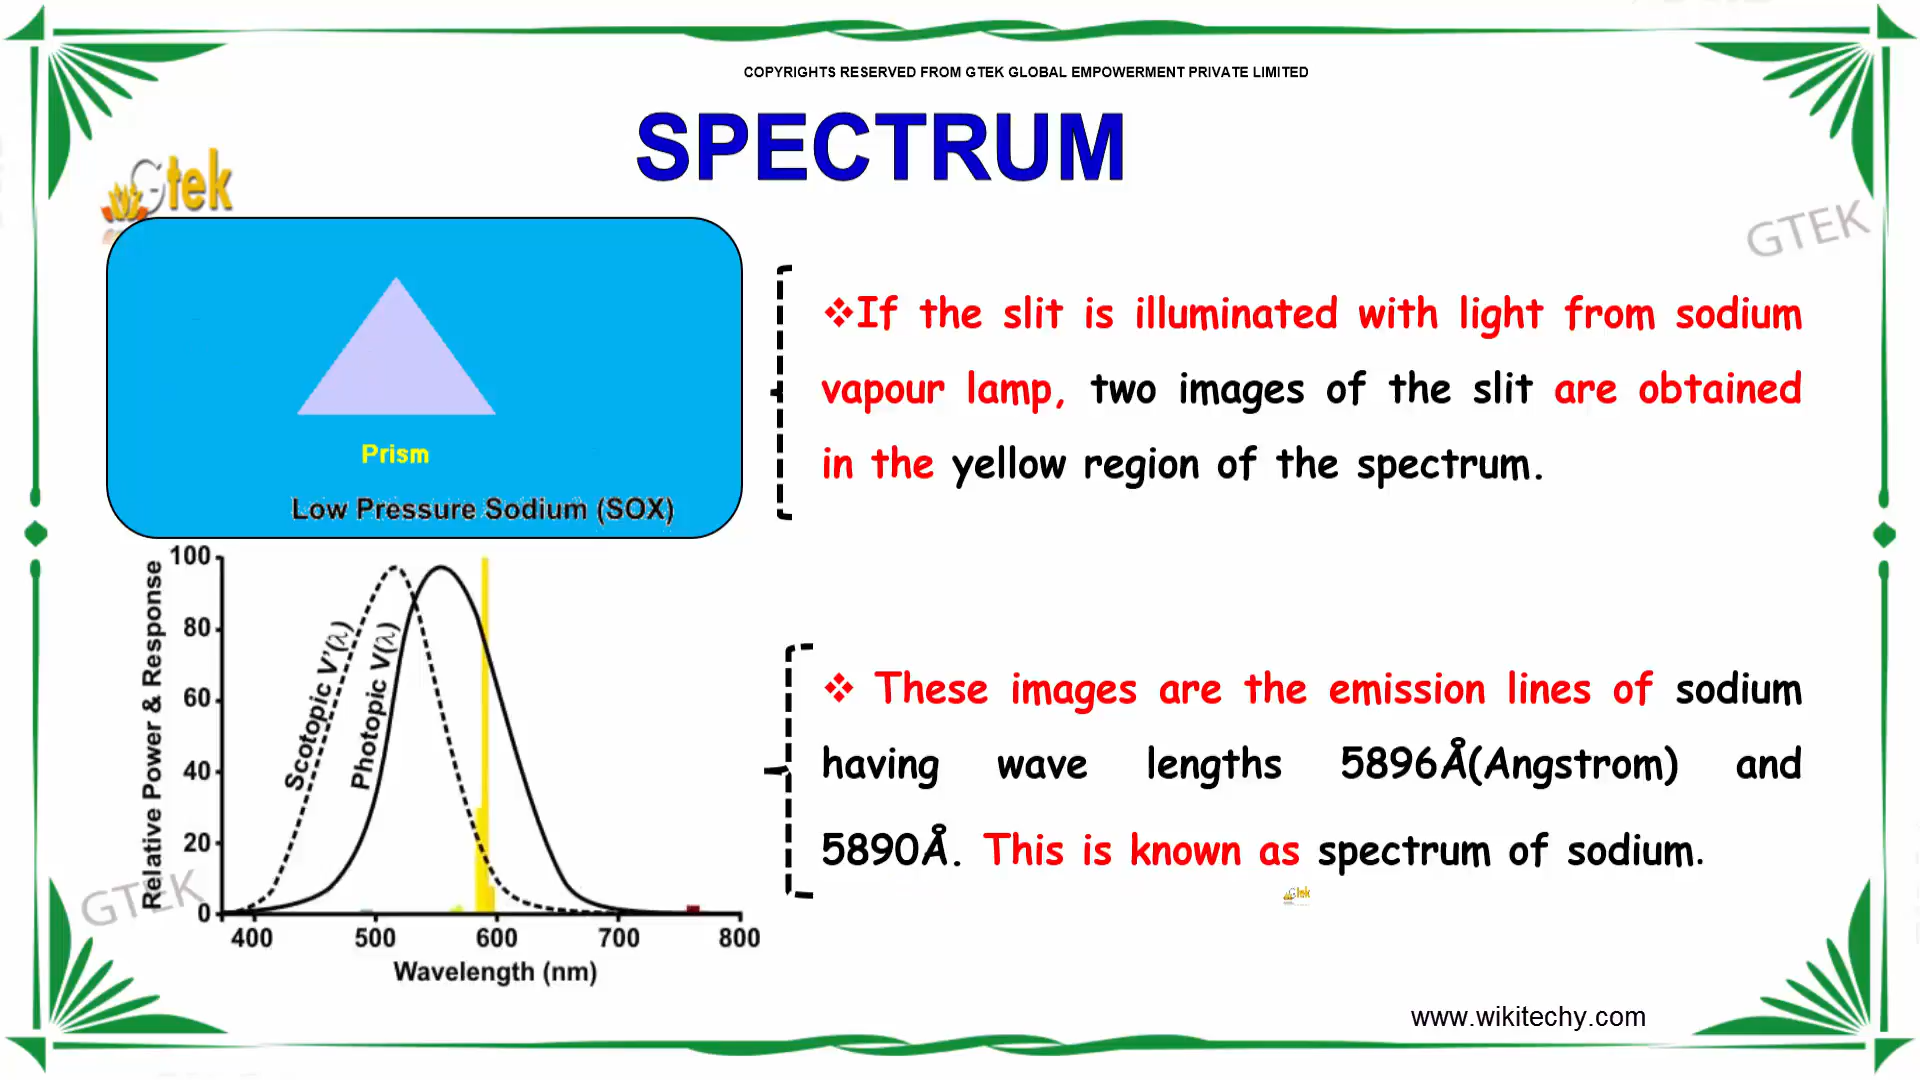 COPYRIGHTS RESERVED FROM GTEK GLOBAL EMPOWERMENT PRIVATE LIMITED
SPECTRUM
Gtek
GTEK
Prism
Low Pressure Sodium (SOX)
❖If the slit is illuminated with light from sodium
vapour lamp, two images of the slit are obtained
in the yellow region of the spectrum.
Relative Power & Response
100
80
60
40
20
0
Scotopic V'(λ)
Photopic V(λ)
400 500 600 700 800
Wavelength (nm)
GTEK
❖ These images are the emission lines of sodium
having wave lengths 5896Å(Angstrom) and
5890Å. This is known as spectrum of sodium.
Gtek
www.wikitechy.com